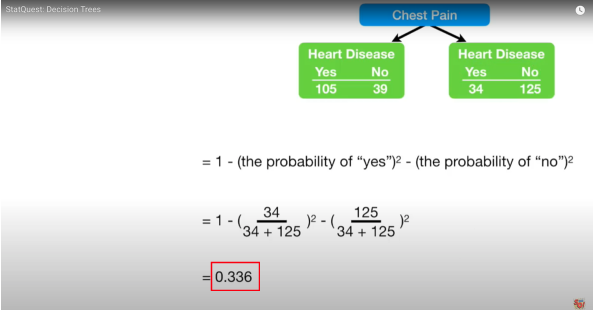 StatQuest: Decision Trees
Chest Pain
Heart Disease
Yes No
105 39
Heart Disease
Yes No
34 125
= 1 - (the probability of “yes”)² - (the probability of “no”)²
= 1 - ( 34 / 34 + 125 )² - ( 125 / 34 + 125 )²
= 0.336